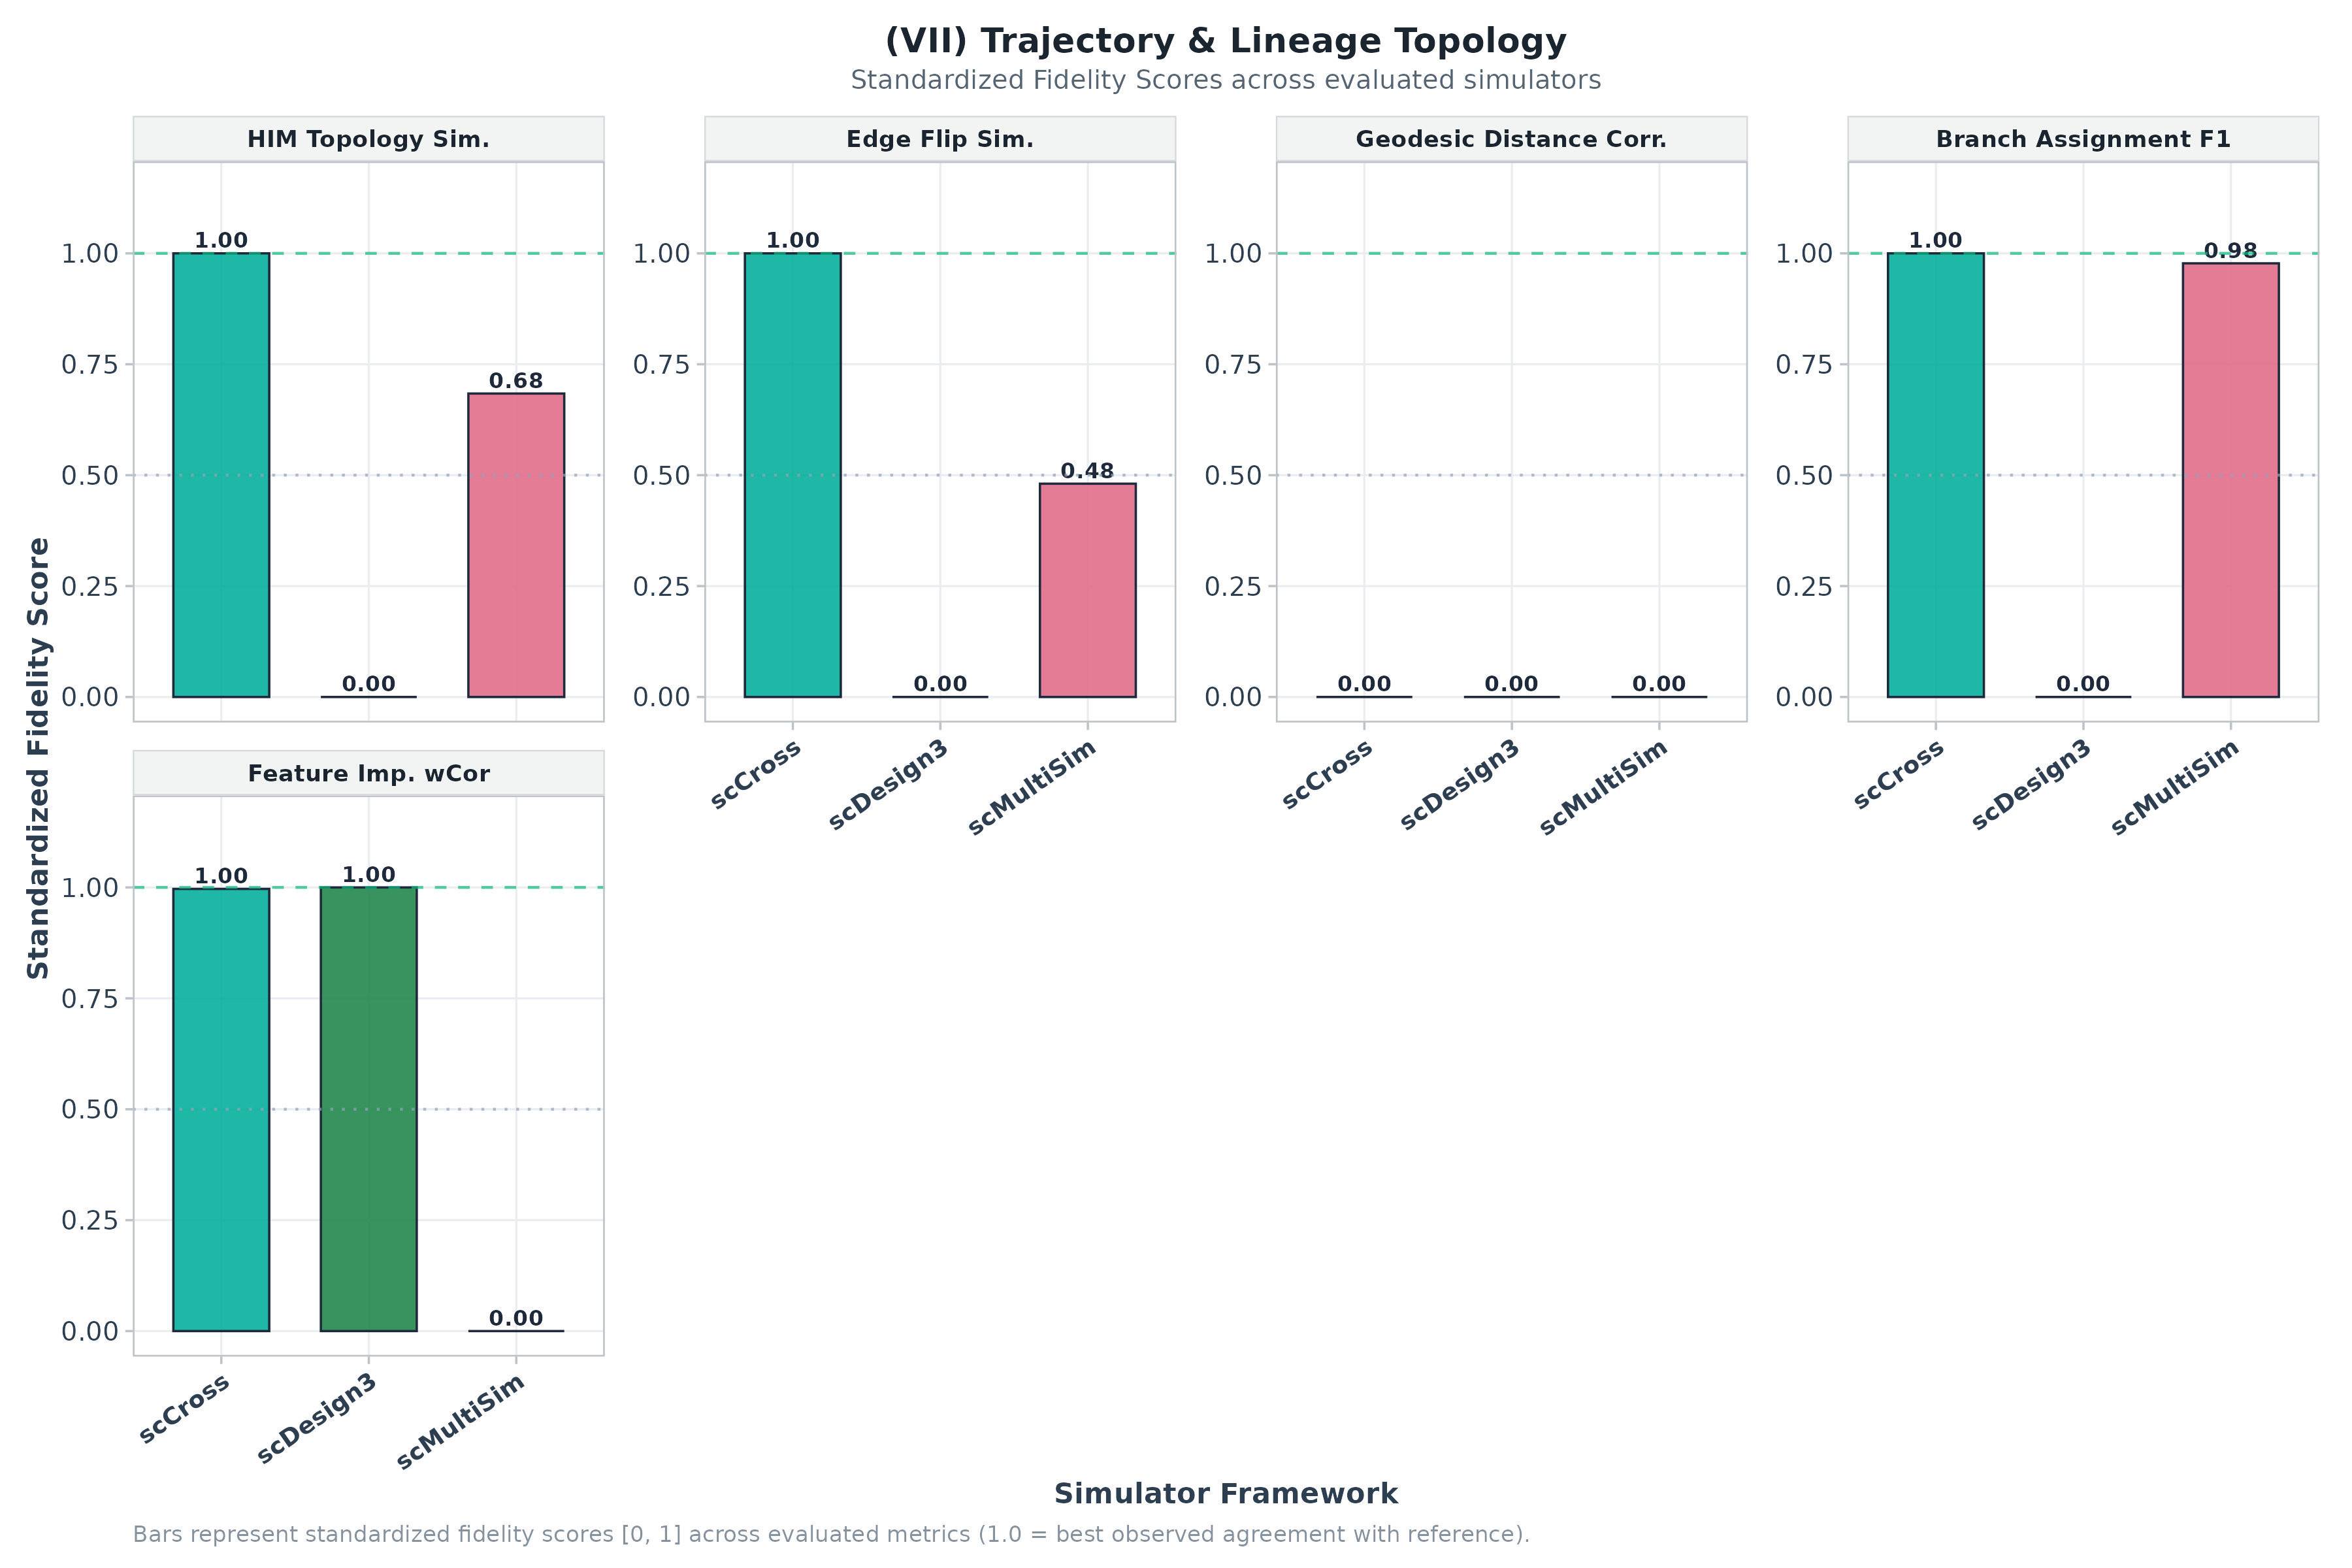 (VII) Trajectory & Lineage Topology
Standardized Fidelity Scores across evaluated simulators
Standardized Fidelity Score
HIM Topology Sim.
1.00
0.75
0.50
0.25
0.00
1.00
0.00
0.68
Edge Flip Sim.
1.00
0.75
0.50
0.25
0.00
1.00
0.00
0.48
scCross
scDesign3
scMultiSim
Geodesic Distance Corr.
1.00
0.75
0.50
0.25
0.00
0.00
0.00
0.00
scCross
scDesign3
scMultiSim
Branch Assignment F1
1.00
0.75
0.50
0.25
0.00
1.00
0.00
0.98
scCross
scDesign3
scMultiSim
Feature Imp. wCor
1.00
0.75
0.50
0.25
0.00
1.00
1.00
0.00
scCross
scDesign3
scMultiSim
Simulator Framework
Bars represent standardized fidelity scores [0, 1] across evaluated metrics (1.0 = best observed agreement with reference).